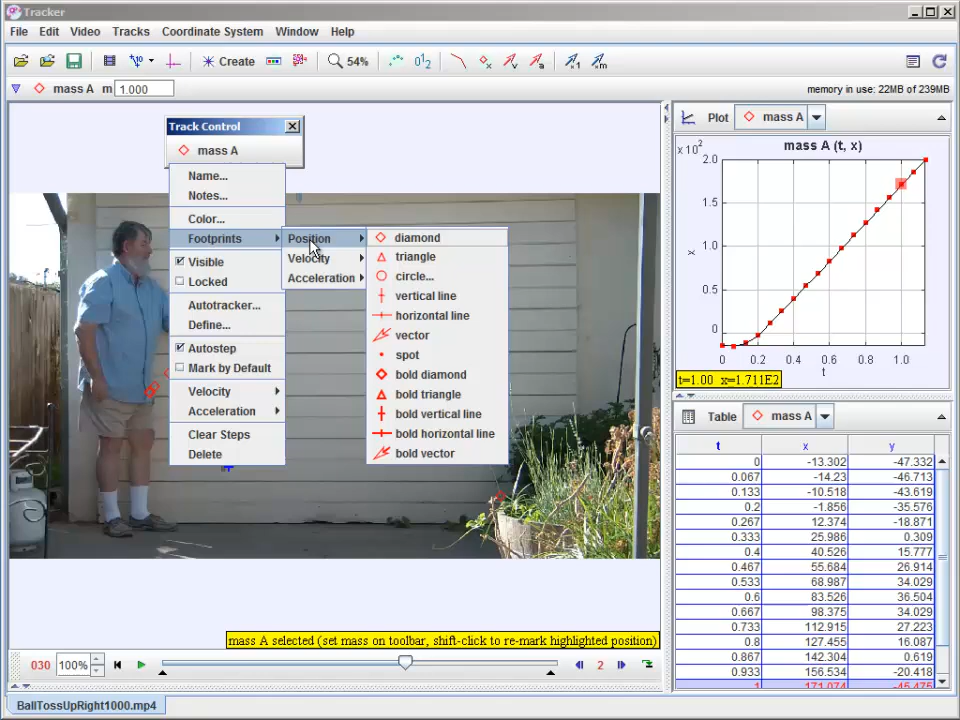 Tracker
File Edit Video Tracks Coordinate System Window Help
Create 54%
mass A m 1.000 memory in use: 22MB of 239MB
Track Control
mass A
Name...
Notes...
Color...
Footprints
Visible
Locked
Autotracker...
Define...
Autostep
Mark by Default
Velocity
Acceleration
Clear Steps
Delete
Position
Velocity
Acceleration
diamond
triangle
circle...
vertical line
horizontal line
vector
spot
bold diamond
bold triangle
bold vertical line
bold horizontal line
bold vector
mass A selected (set mass on toolbar, shift-click to re-mark highlighted position)
030 100% 2
BallTossUpRight1000.mp4
Plot mass A
mass A (t, x)
x10²
2.0
1.5
x 1.0
0.5
0
0 0.2 0.4 0.6 0.8 1.0
t
t=1.00 x=1.711E2
Table mass A
t x y
0 -13.302 -47.332
0.067 -14.23 -46.713
0.133 -10.518 -43.619
0.2 -1.856 -35.576
0.267 12.374 -18.871
0.333 25.986 0.309
0.4 40.526 15.777
0.467 55.684 26.914
0.533 68.987 34.029
0.6 83.526 36.504
0.667 98.375 34.029
0.733 112.915 27.223
0.8 127.455 16.087
0.867 142.304 0.619
0.933 156.534 -20.418
1 171.074 -45.475